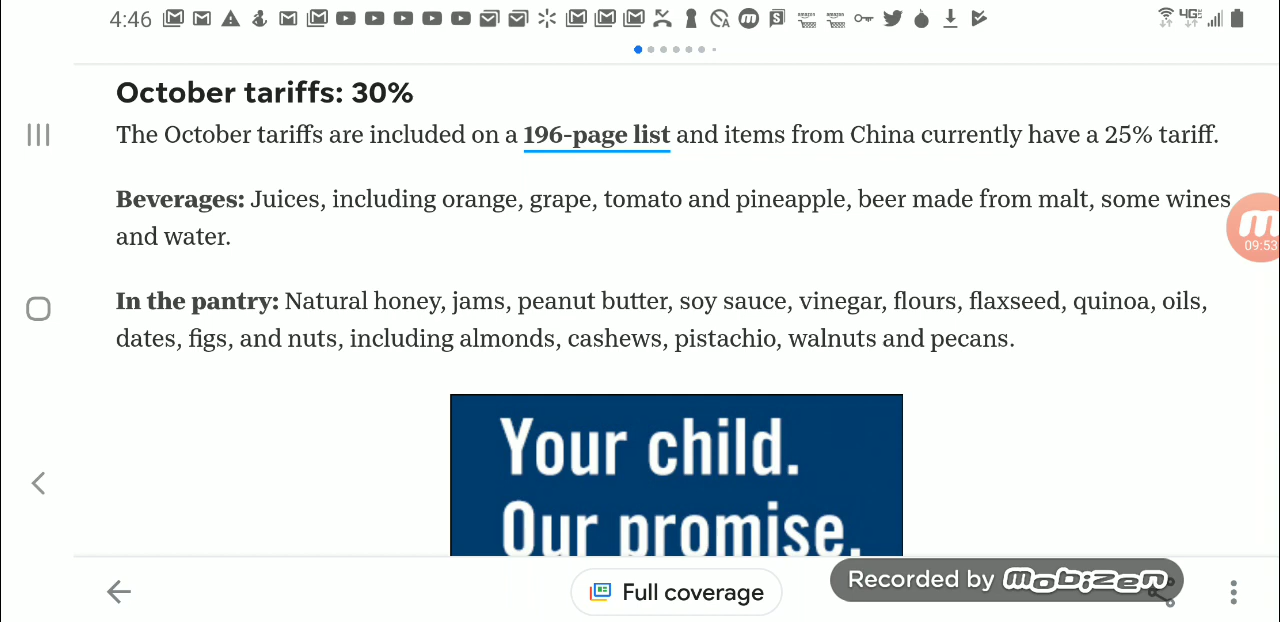 4:46
4G
October tariffs: 30%
The October tariffs are included on a 196-page list and items from China currently have a 25% tariff.
Beverages: Juices, including orange, grape, tomato and pineapple, beer made from malt, some wines
and water.
09:53
In the pantry: Natural honey, jams, peanut butter, soy sauce, vinegar, flours, flaxseed, quinoa, oils,
dates, figs, and nuts, including almonds, cashews, pistachio, walnuts and pecans.
Your child.
Our promise.
Full coverage
Recorded by mobizen